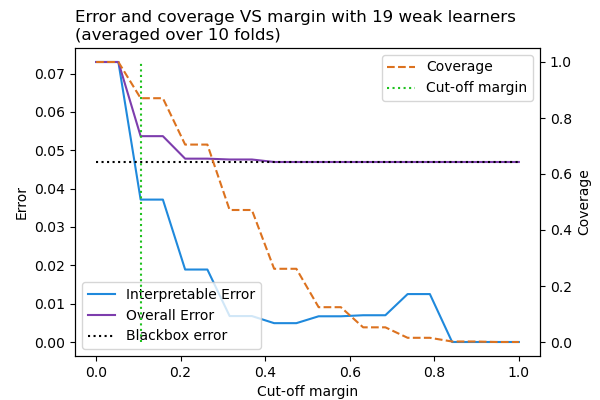 Error and coverage VS margin with 19 weak learners
(averaged over 10 folds)
Coverage
Cut-off margin
Interpretable Error
Overall Error
Blackbox error
Error
0.07
0.06
0.05
0.04
0.03
0.02
0.01
0.00
Coverage
1.0
0.8
0.6
0.4
0.2
0.0
0.0 0.2 0.4 0.6 0.8 1.0
Cut-off margin